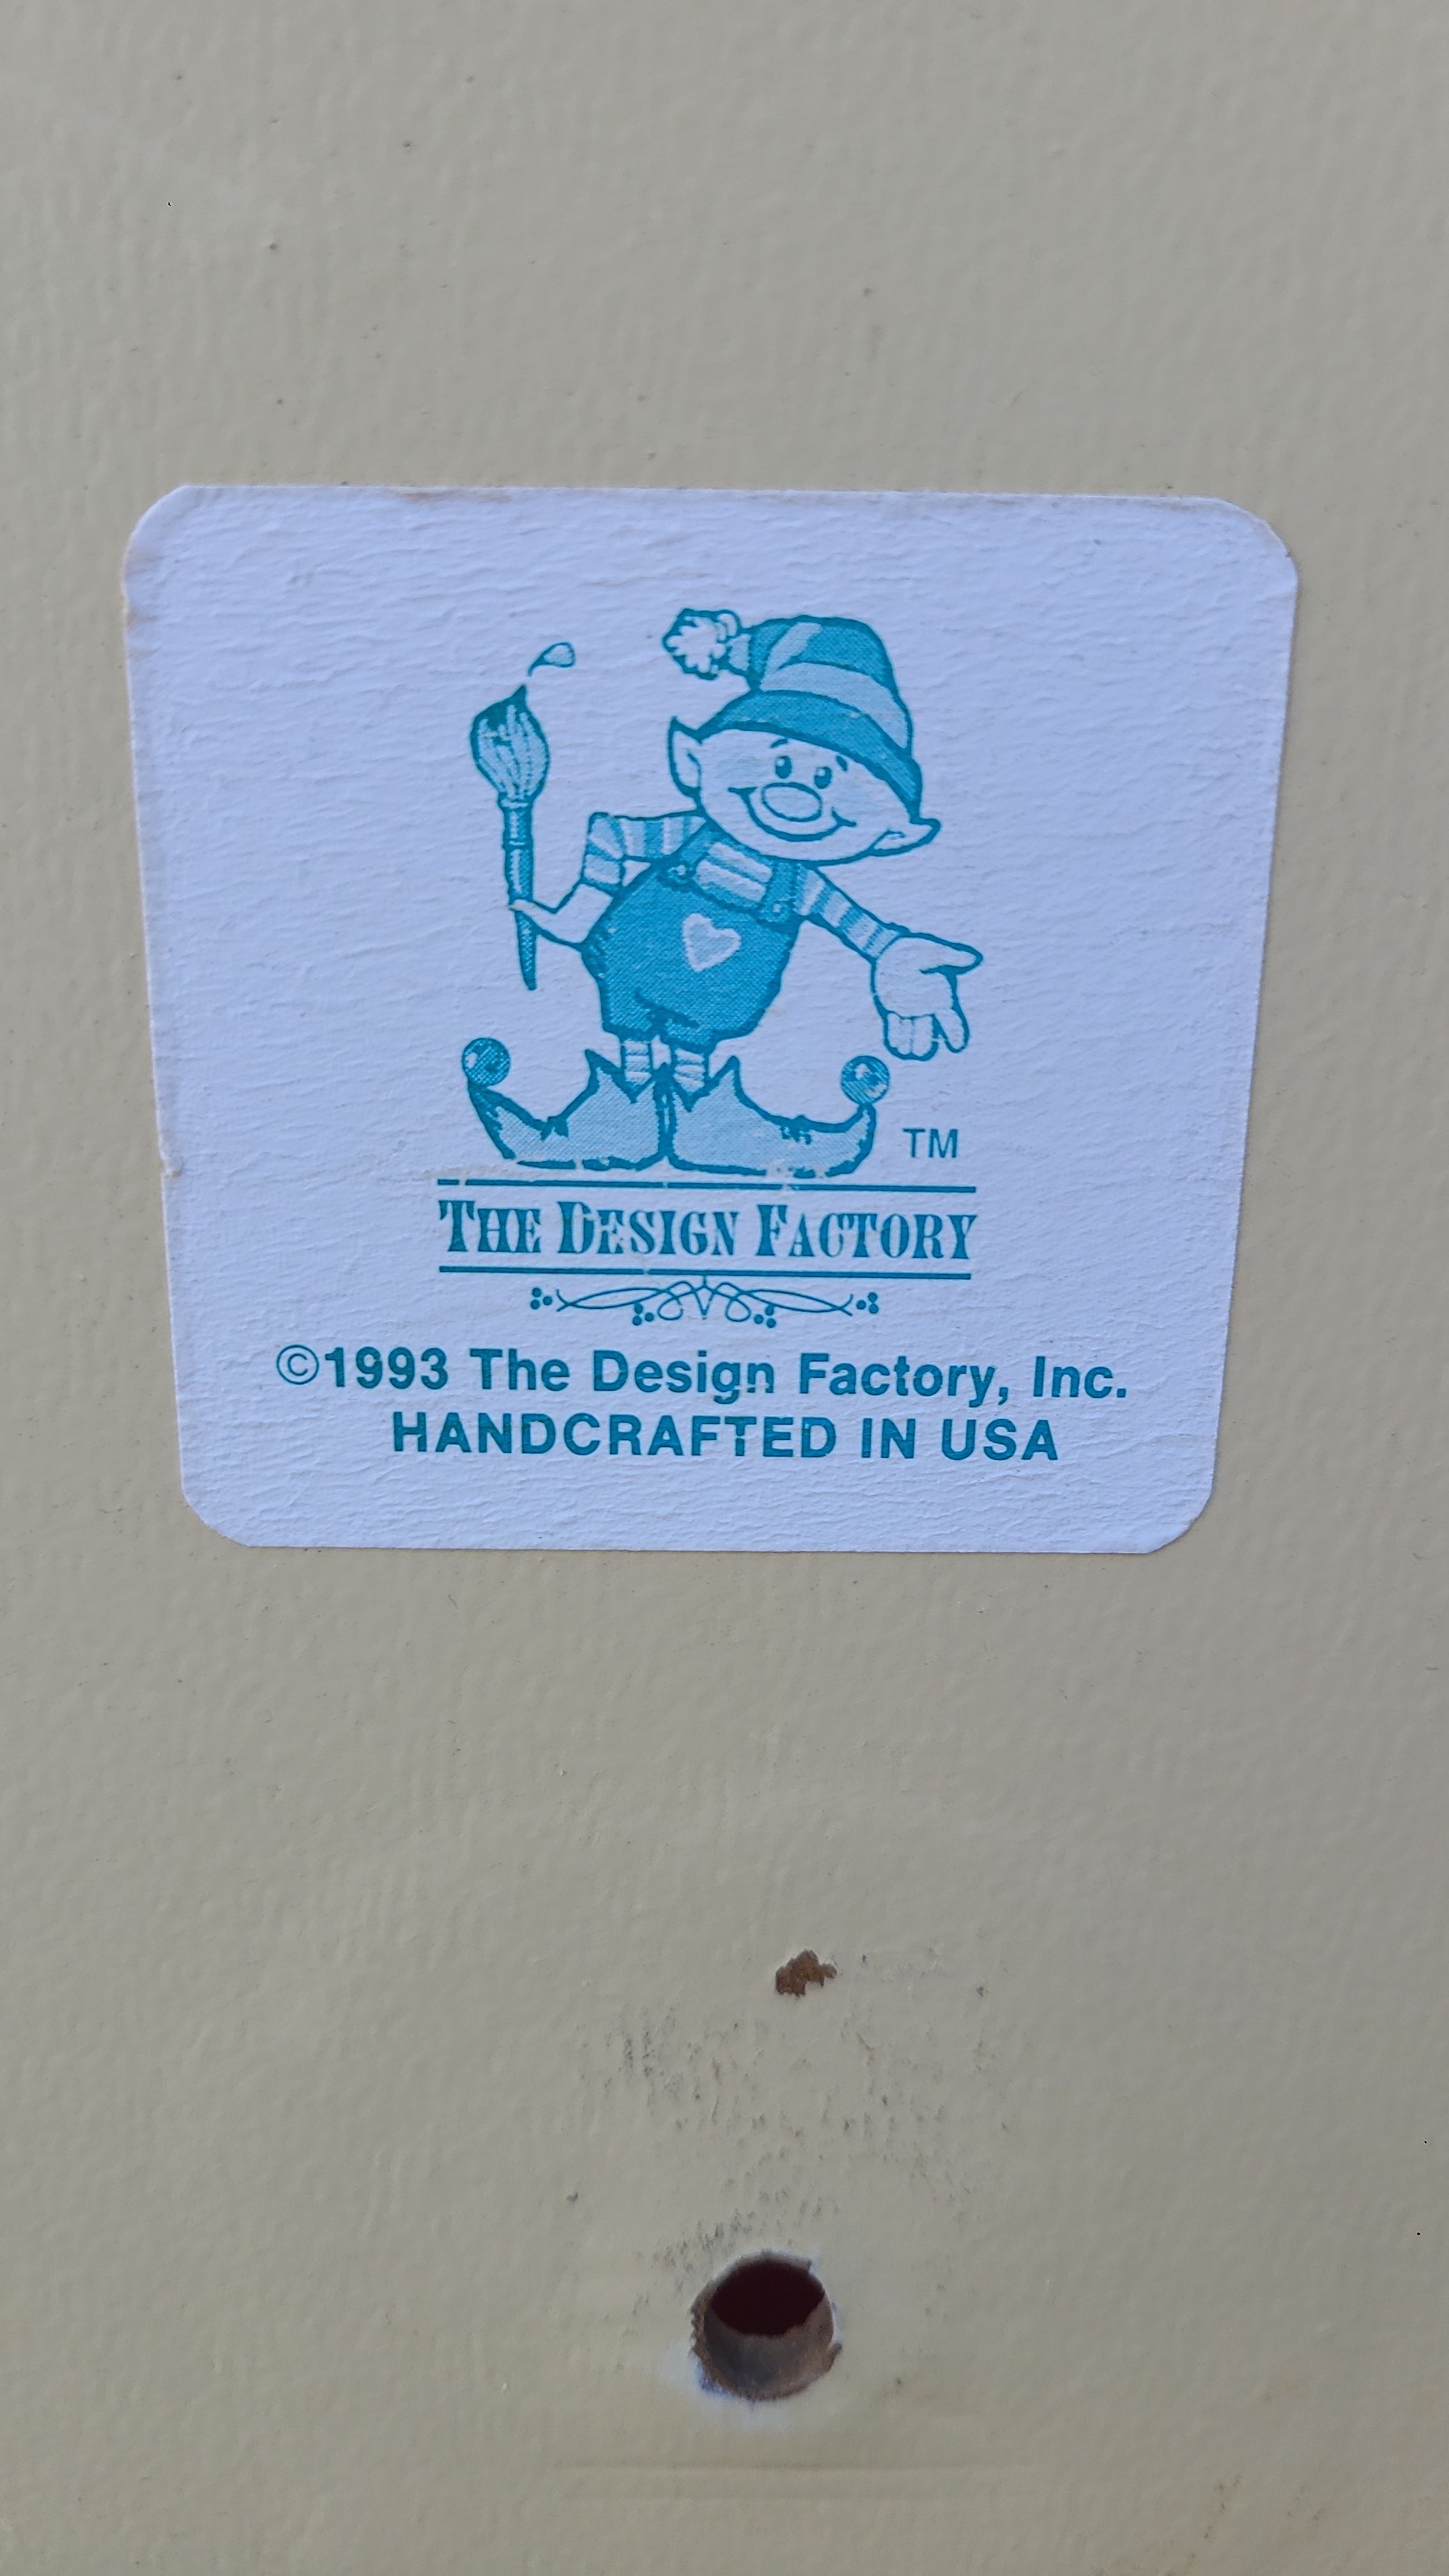 TM
THE DESIGN FACTORY
©1993 The Design Factory, Inc.
HANDCRAFTED IN USA